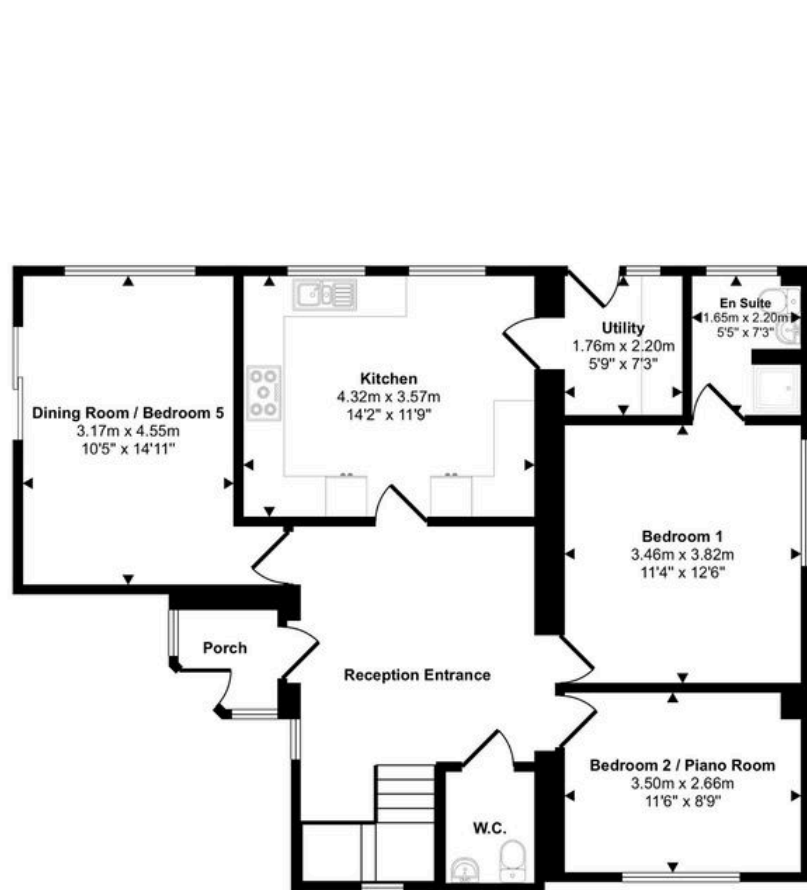 Dining Room / Bedroom 5
3.17m x 4.55m
10'5" x 14'11"
Kitchen
4.32m x 3.57m
14'2" x 11'9"
Utility
1.76m x 2.20m
5'9" x 7'3"
En Suite
1.65m x 2.20m
5'5" x 7'3"
Bedroom 1
3.46m x 3.82m
11'4" x 12'6"
Porch
Reception Entrance
Bedroom 2 / Piano Room
3.50m x 2.66m
11'6" x 8'9"
W.C.